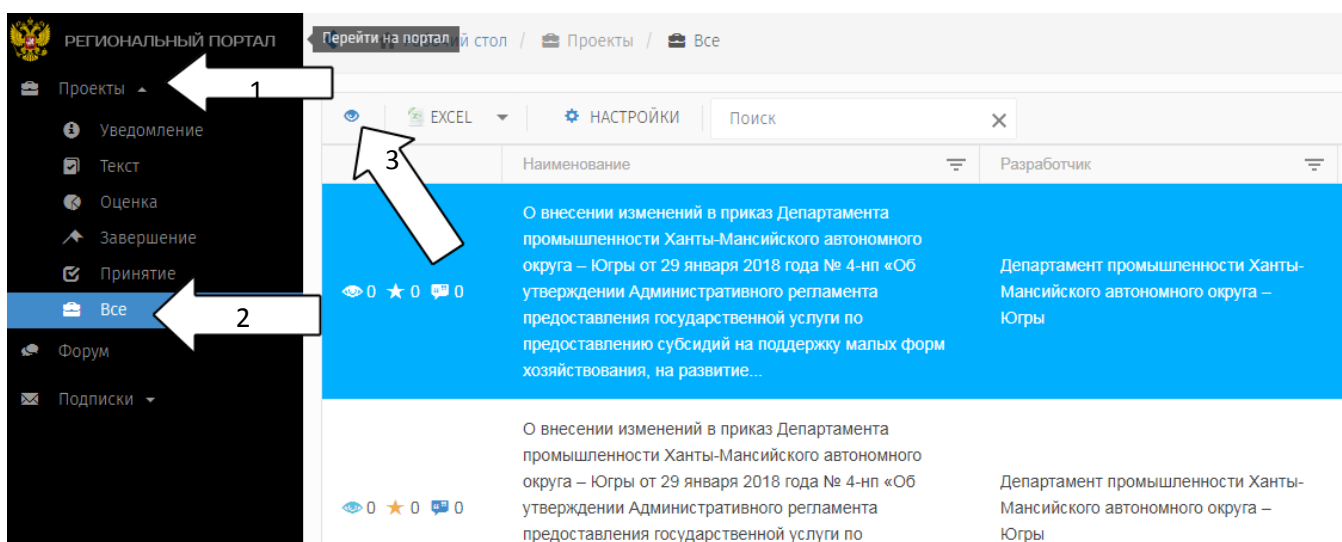 РЕГИОНАЛЬНЫЙ ПОРТАЛ
Перейти на портал
стол / Проекты / Все
Проекты
1
Уведомление
Текст
Оценка
Завершение
Принятие
Все
2
Форум
Подписки
EXCEL НАСТРОЙКИ Поиск
3
Наименование Разработчик
О внесении изменений в приказ Департамента
промышленности Ханты-Мансийского автономного
округа – Югры от 29 января 2018 года № 4-нп «Об
утверждении Административного регламента
предоставления государственной услуги по
предоставлению субсидий на поддержку малых форм
хозяйствования, на развитие...
0 0 0
Департамент промышленности Ханты-
Мансийского автономного округа –
Югры
О внесении изменений в приказ Департамента
промышленности Ханты-Мансийского автономного
округа – Югры от 29 января 2018 года № 4-нп «Об
утверждении Административного регламента
предоставления государственной услуги по
0 0 0
Департамент промышленности Ханты-
Мансийского автономного округа –
Югры